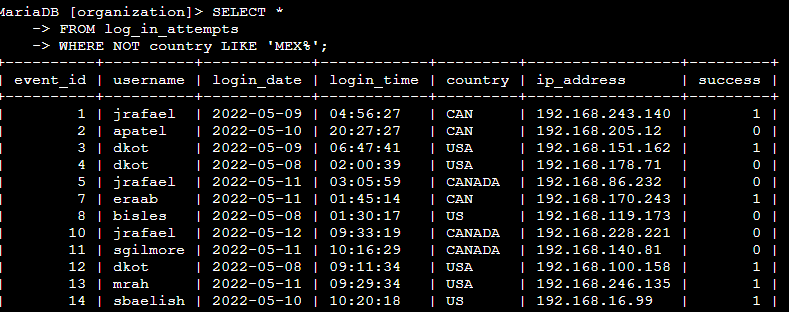 MariaDB [organization]> SELECT *
    -> FROM log_in_attempts
    -> WHERE NOT country LIKE 'MEX%';
+----------+----------+------------+------------+---------+-----------------+---------+
| event_id | username | login_date | login_time | country | ip_address      | success |
+----------+----------+------------+------------+---------+-----------------+---------+
|        1 | jrafael  | 2022-05-09 | 04:56:27   | CAN     | 192.168.243.140 |       1 |
|        2 | apatel   | 2022-05-10 | 20:27:27   | CAN     | 192.168.205.12  |       0 |
|        3 | dkot     | 2022-05-09 | 06:47:41   | USA     | 192.168.151.162 |       1 |
|        4 | dkot     | 2022-05-08 | 02:00:39   | USA     | 192.168.178.71  |       0 |
|        5 | jrafael  | 2022-05-11 | 03:05:59   | CANADA  | 192.168.86.232  |       0 |
|        7 | eraab    | 2022-05-11 | 01:45:14   | CAN     | 192.168.170.243 |       1 |
|        8 | bisles   | 2022-05-08 | 01:30:17   | US      | 192.168.119.173 |       0 |
|       10 | jrafael  | 2022-05-12 | 09:33:19   | CANADA  | 192.168.228.221 |       0 |
|       11 | sgilmore | 2022-05-11 | 10:16:29   | CANADA  | 192.168.140.81  |       0 |
|       12 | dkot     | 2022-05-08 | 09:11:34   | USA     | 192.168.100.158 |       1 |
|       13 | mrah     | 2022-05-11 | 09:29:34   | USA     | 192.168.246.135 |       1 |
|       14 | sbaelish | 2022-05-10 | 10:20:18   | US      | 192.168.16.99   |       1 |